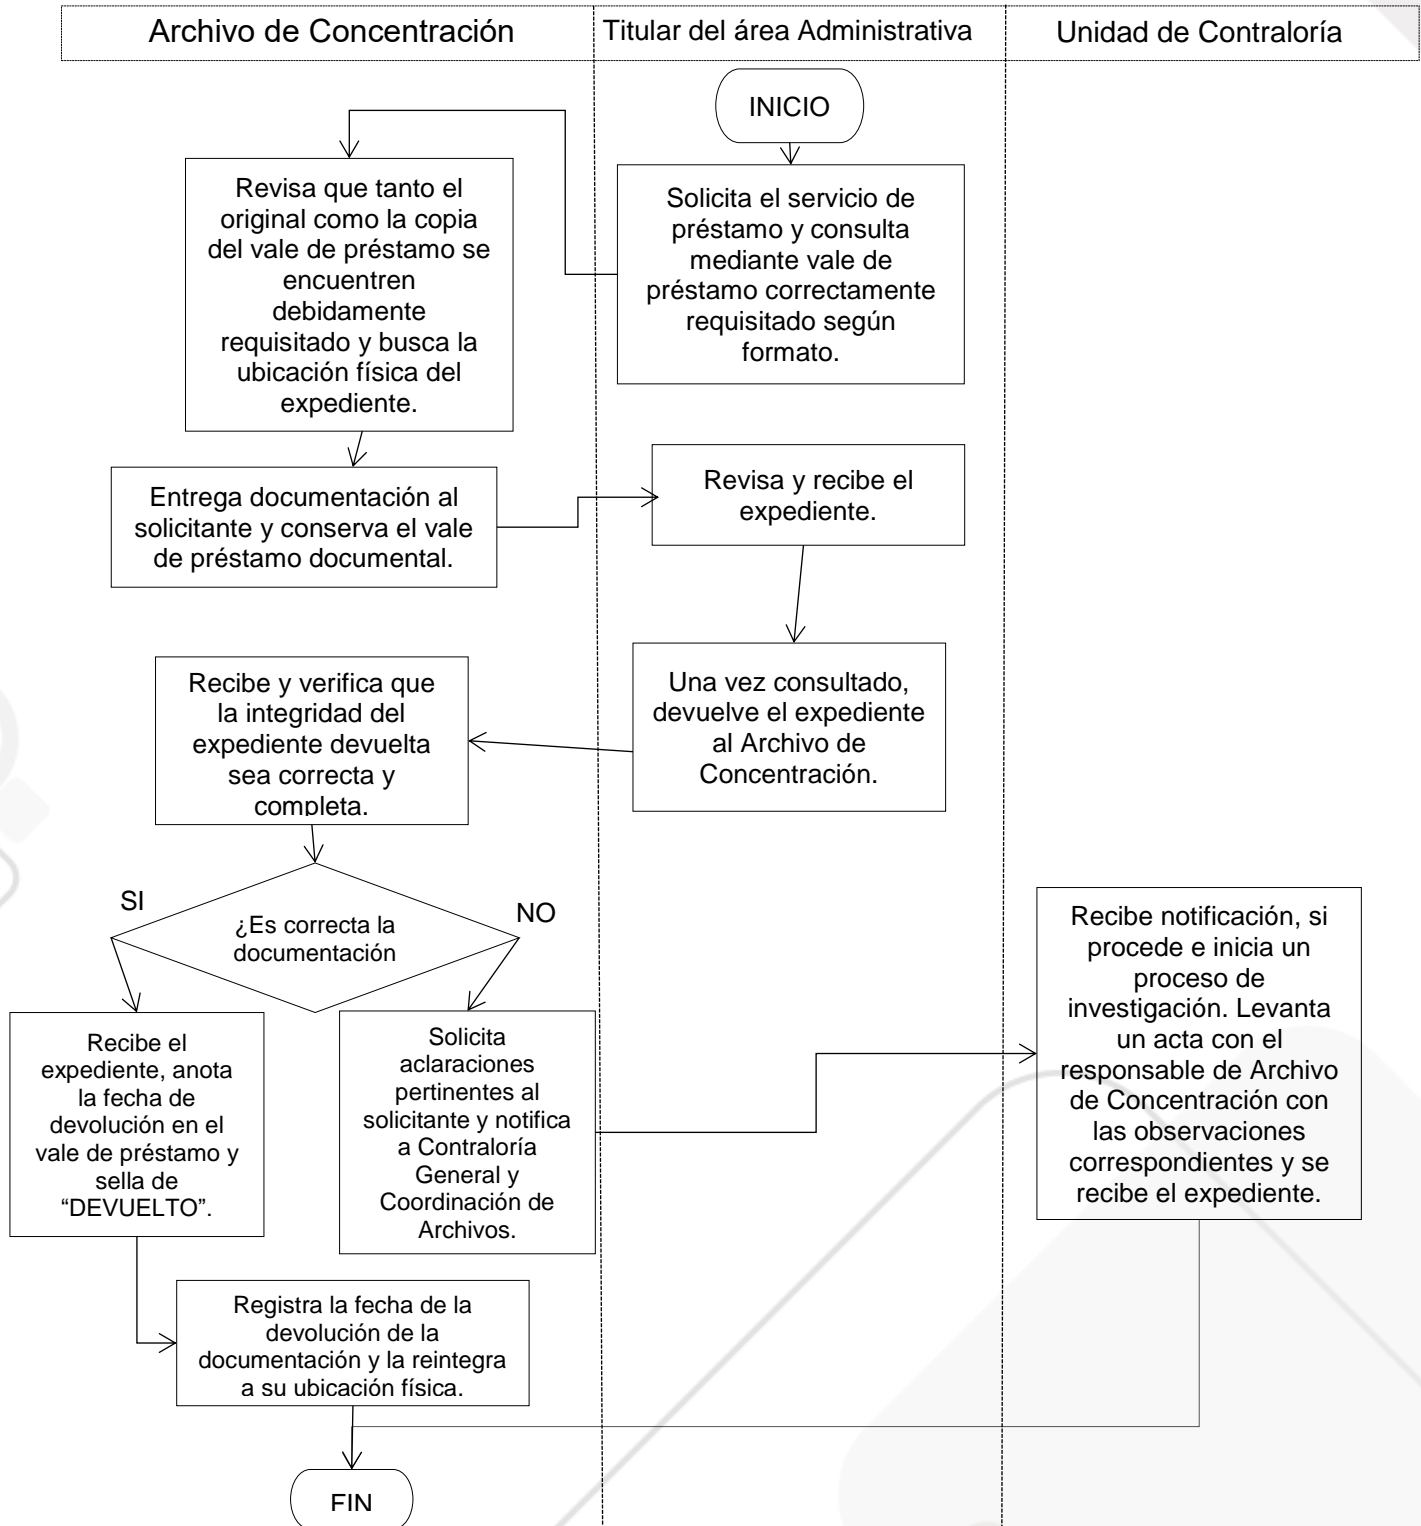 Archivo de Concentración
Titular del área Administrativa
Unidad de Contraloría
INICIO
Solicita el servicio de
préstamo y consulta
mediante vale de
préstamo correctamente
requisitado según
formato.
Revisa que tanto el
original como la copia
del vale de préstamo se
encuentren
debidamente
requisitado y busca la
ubicación física del
expediente.
Entrega documentación al
solicitante y conserva el vale
de préstamo documental.
Revisa y recibe el
expediente.
Una vez consultado,
devuelve el expediente
al Archivo de
Concentración.
Recibe y verifica que
la integridad del
expediente devuelta
sea correcta y
completa.
¿Es correcta la
documentación
SI
NO
Recibe el
expediente, anota
la fecha de
devolución en el
vale de préstamo y
sella de
“DEVUELTO”.
Solicita
aclaraciones
pertinentes al
solicitante y notifica
a Contraloría
General y
Coordinación de
Archivos.
Recibe notificación, si
procede e inicia un
proceso de
investigación. Levanta
un acta con el
responsable de Archivo
de Concentración con
las observaciones
correspondientes y se
recibe el expediente.
Registra la fecha de la
devolución de la
documentación y la reintegra
a su ubicación física.
FIN